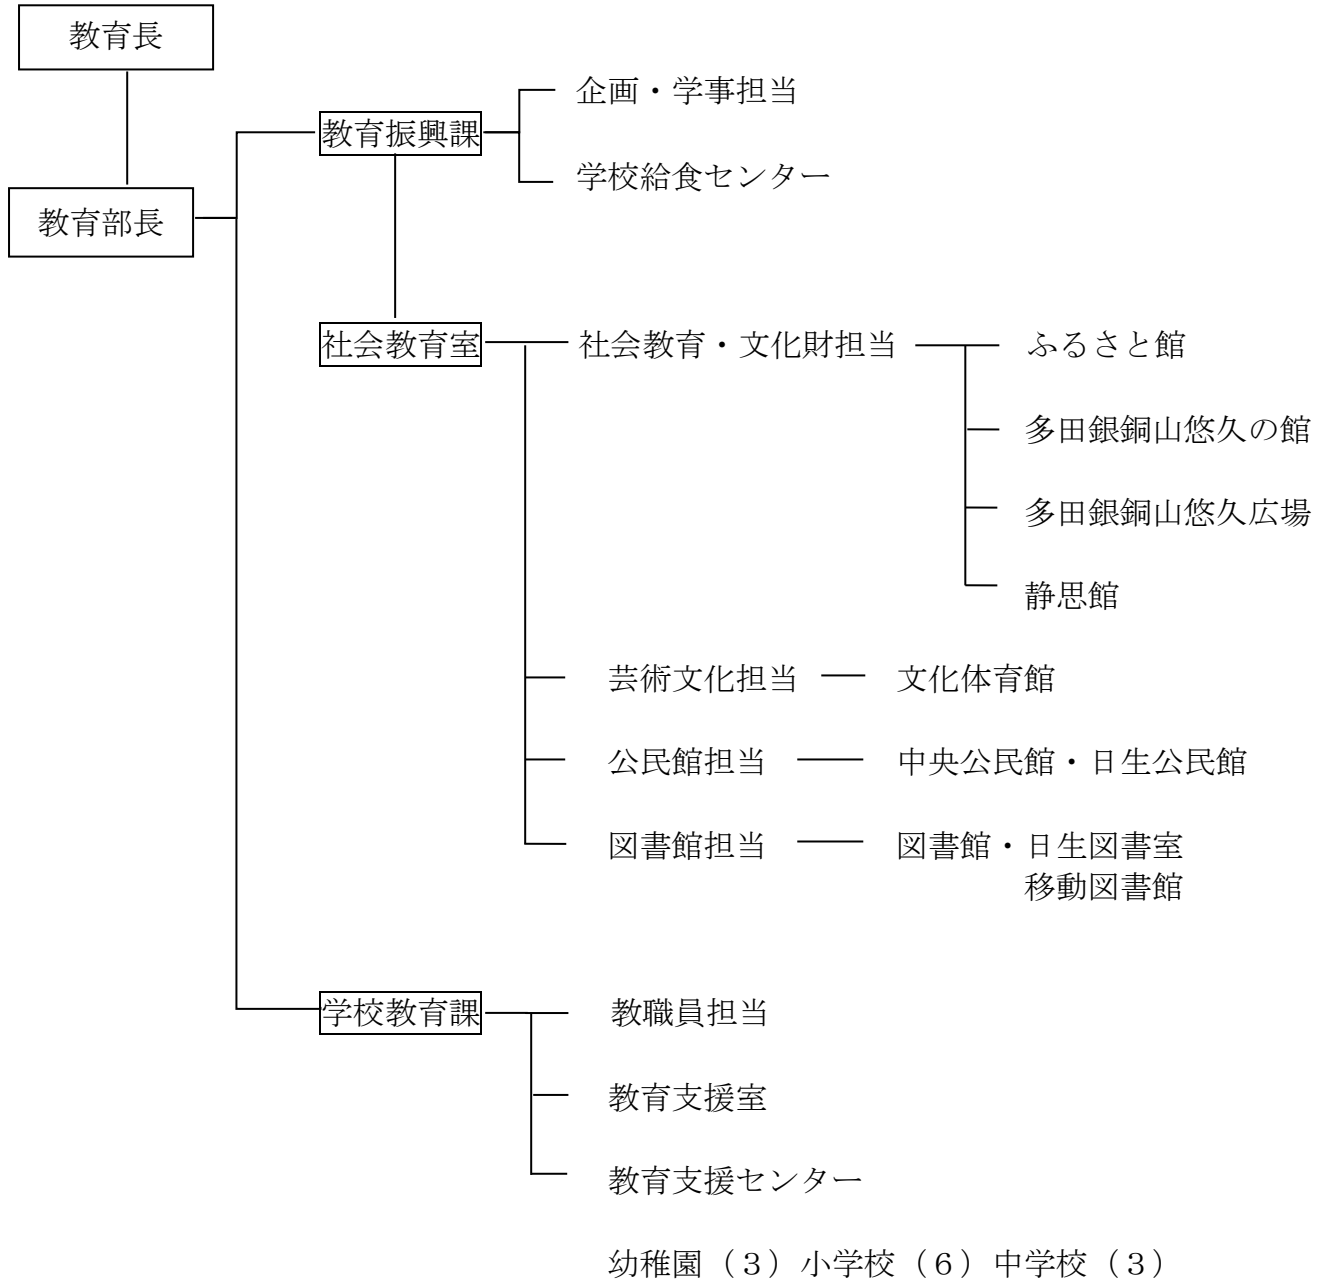 教育長
企画・学事担当
教育振興課
学校給食センター
教育部長
社会教育室
社会教育・文化財担当
ふるさと館
多田銀銅山悠久の館
多田銀銅山悠久広場
静思館
芸術文化担当
文化体育館
公民館担当
中央公民館・日生公民館
図書館担当
図書館・日生図書室
移動図書館
学校教育課
教職員担当
教育支援室
教育支援センター
幼稚園（３）小学校（６）中学校（３）